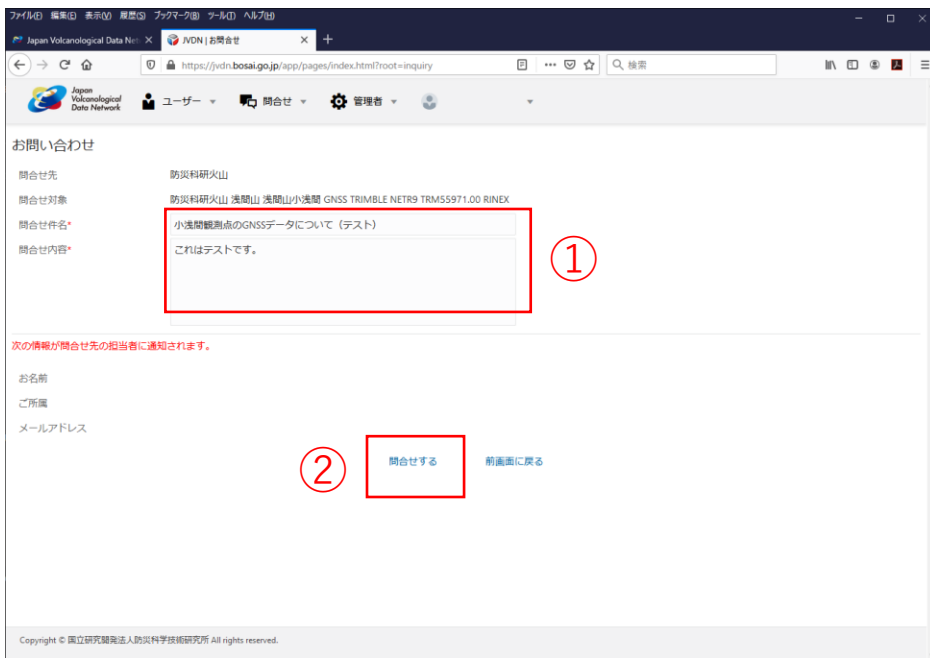 ファイル(F) 編集(E) 表示(V) 履歴(S) ブックマーク(B) ツール(T) ヘルプ(H)
Japan Volcanological Data Net
JVDN | お問合せ
https://jvdn.bosai.go.jp/app/pages/index.html?root=inquiry
検索
Japan
Volcanological
Data Network
ユーザー 問合せ 管理者
お問い合わせ
問合せ先 防災科研火山
問合せ対象 防災科研火山 浅間山 浅間山小浅間 GNSS TRIMBLE NETR9 TRM55971.00 RINEX
問合せ件名* 小浅間観測点のGNSSデータについて（テスト）
問合せ内容* これはテストです。
①
次の情報が問合せ先の担当者に通知されます。
お名前
ご所属
メールアドレス
②
問合せする 前画面に戻る
Copyright © 国立研究開発法人防災科学技術研究所 All rights reserved.